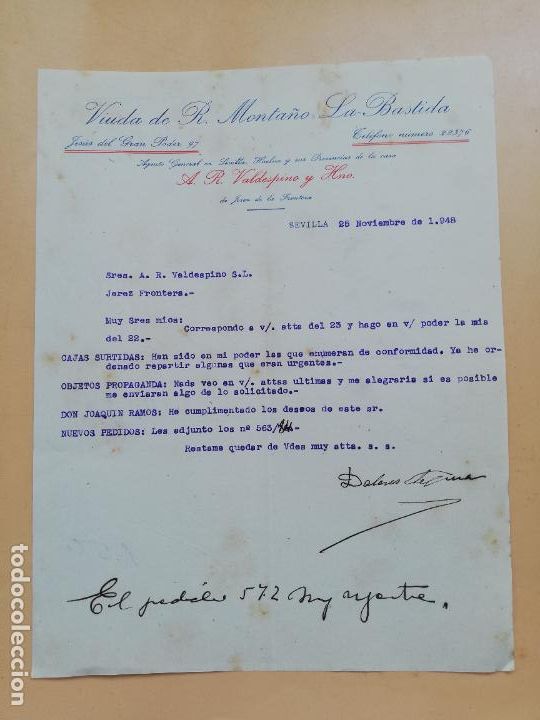 Viuda de R. Montaño La-Bastida
Jesús del Gran Poder 97
Teléfono número 22376
Agente General en Sevilla, Huelva y sus Provincias de la casa
A. R. Valdespino y Hno.
de Jerez de la Frontera
SEVILLA 25 Noviembre de 1.948
Sres. A. R. Valdespino S.L.
Jerez Frontera.-
Muy Sres mios:
Correspondo a v/. atta del 23 y hago en v/ poder la mia
del 22.-
CAJAS SURTIDAS: Han sido en mi poder las que enumeran de conformidad. Ya he or-
denado repartir algunas que eran urgentes.-
OBJETOS PROPAGANDA: Nada veo en v/. attas ultimas y me alegraria si es posible
me enviaran algo de lo solicitado.-
DON JOAQUIN RAMOS: He cumplimentado los deseos de este sr.
NUEVOS PEDIDOS: Les adjunto los nº 563/
Restame quedar de Vdes muy atta. s. s.
Dolores
El pedido 572 muy urgente.
todocoleccion